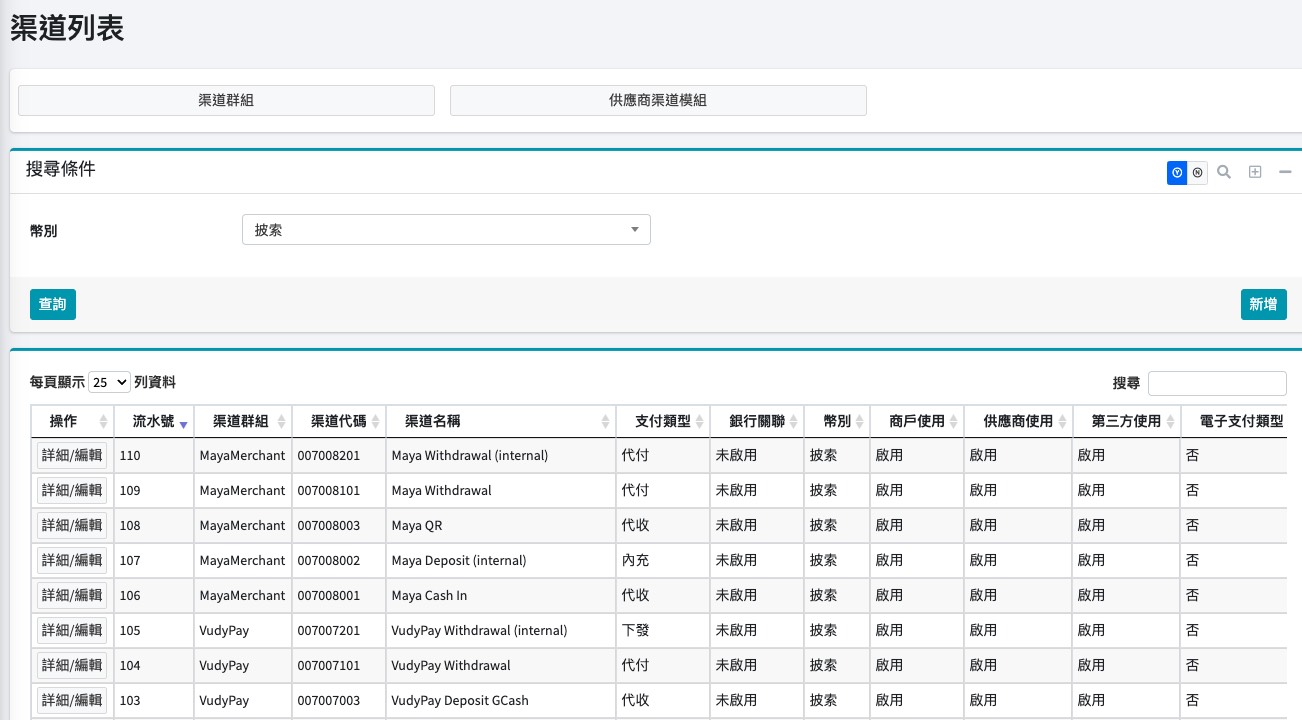 渠道列表
渠道群組 供應商渠道模組
搜尋條件
幣別 披索
查詢 新增
每頁顯示 25 列資料 搜尋
操作 流水號 渠道群組 渠道代碼 渠道名稱 支付類型 銀行關聯 幣別 商戶使用 供應商使用 第三方使用 電子支付類型
詳細/編輯 110 MayaMerchant 007008201 Maya Withdrawal (internal) 代付 未啟用 披索 啟用 啟用 啟用 否
詳細/編輯 109 MayaMerchant 007008101 Maya Withdrawal 代付 未啟用 披索 啟用 啟用 啟用 否
詳細/編輯 108 MayaMerchant 007008003 Maya QR 代收 未啟用 披索 啟用 啟用 啟用 否
詳細/編輯 107 MayaMerchant 007008002 Maya Deposit (internal) 內充 未啟用 披索 啟用 啟用 啟用 否
詳細/編輯 106 MayaMerchant 007008001 Maya Cash In 代收 未啟用 披索 啟用 啟用 啟用 否
詳細/編輯 105 VudyPay 007007201 VudyPay Withdrawal (internal) 下發 未啟用 披索 啟用 啟用 啟用 否
詳細/編輯 104 VudyPay 007007101 VudyPay Withdrawal 代付 未啟用 披索 啟用 啟用 啟用 否
詳細/編輯 103 VudyPay 007007003 VudyPay Deposit GCash 代收 未啟用 披索 啟用 啟用 啟用 否